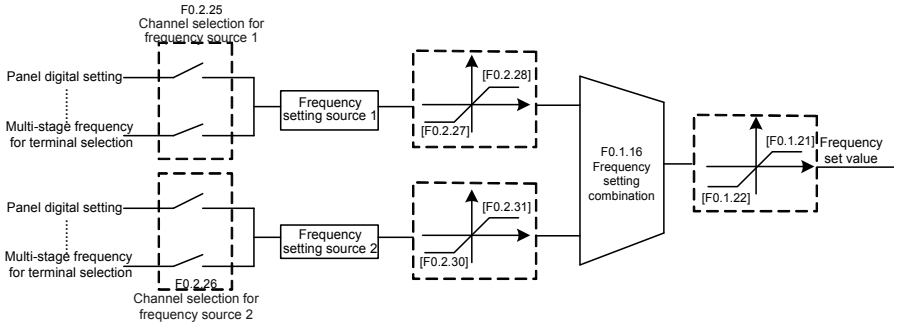 F0.2.25
Channel selection for
frequency source 1
Panel digital setting
Multi-stage frequency
for terminal selection
Frequency
setting source 1
[F0.2.28]
[F0.2.27]
F0.1.16
Frequency
setting
combination
[F0.1.21]
[F0.1.22]
Frequency
set value
Panel digital setting
Multi-stage frequency
for terminal selection
Frequency
setting source 2
[F0.2.31]
[F0.2.30]
F0.2.26
Channel selection for
frequency source 2